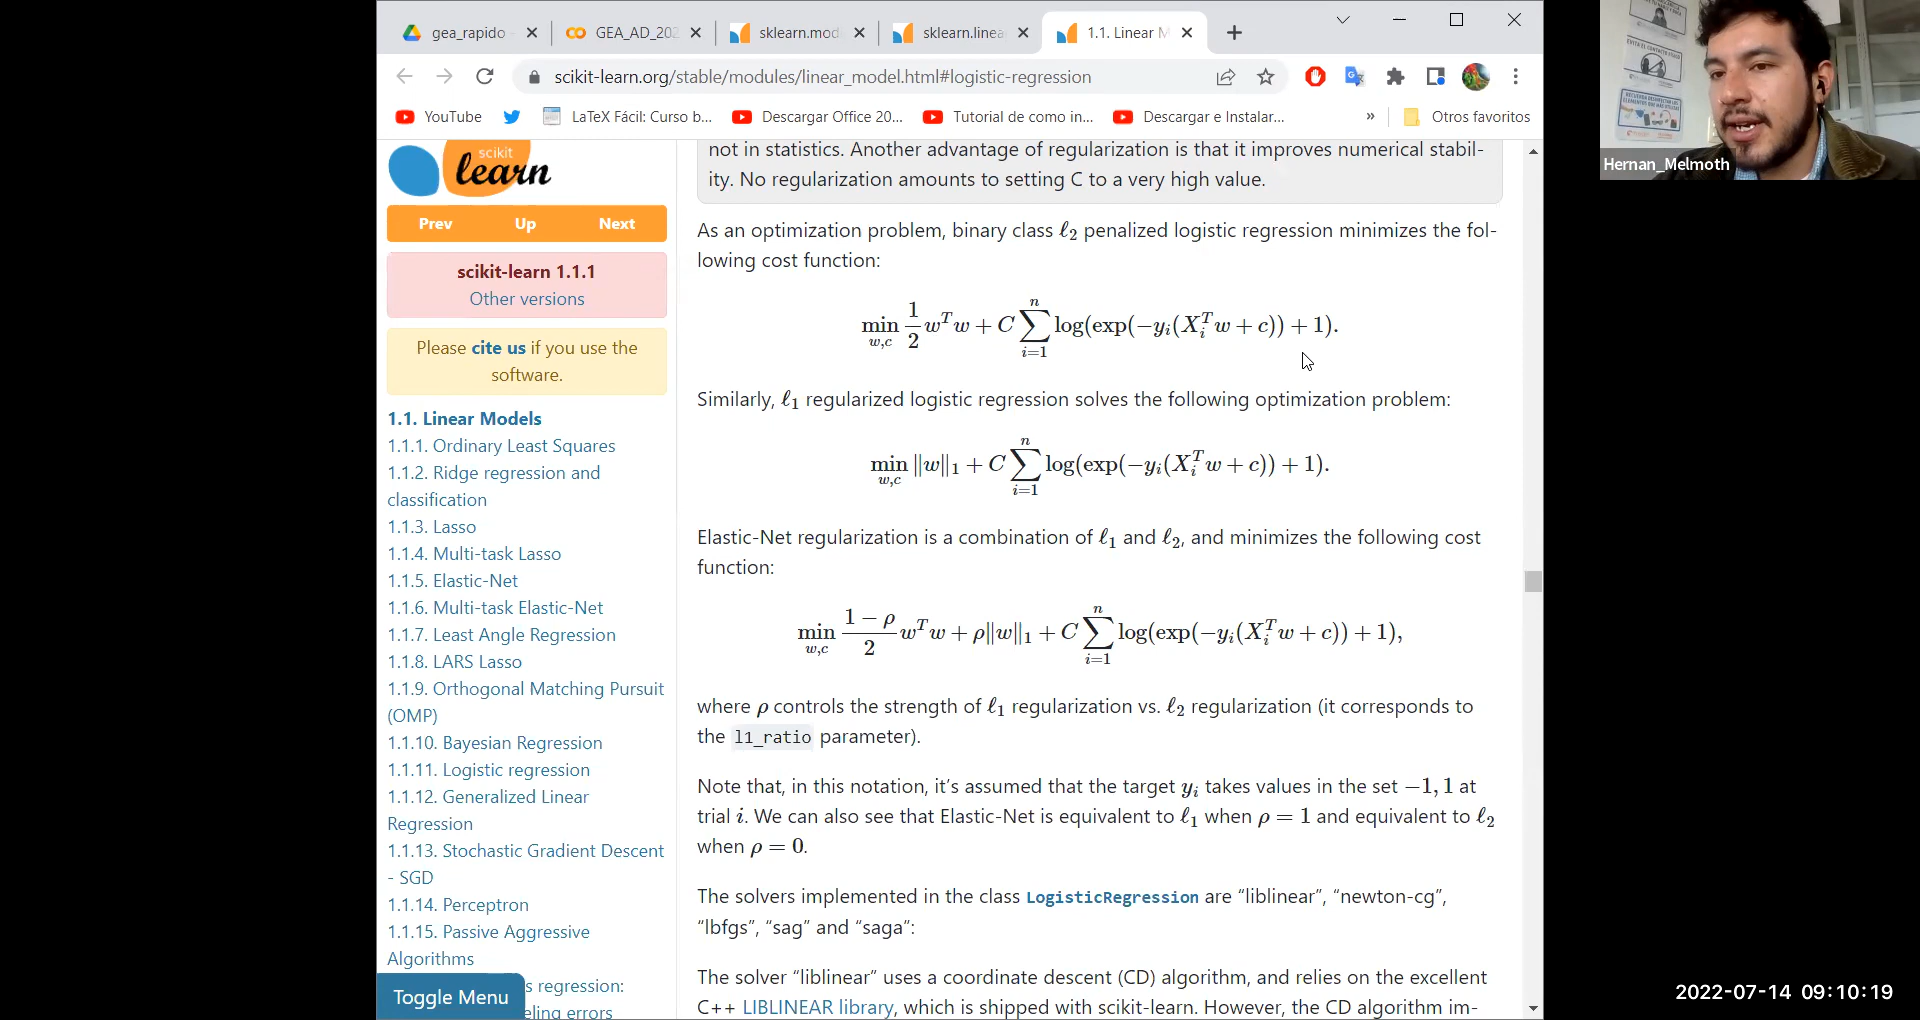 gea_rapido
GEA_AD_202
sklearn.mod
sklearn.linea
1.1. Linear M
scikit-learn.org/stable/modules/linear_model.html#logistic-regression
YouTube
LaTeX Fácil: Curso b...
Descargar Office 20...
Tutorial de como in...
Descargar e Instalar...
»
Otros favoritos
Hernan_Melmoth
scikit
learn
Prev Up Next
scikit-learn 1.1.1
Other versions
Please cite us if you use the
software.
1.1. Linear Models
1.1.1. Ordinary Least Squares
1.1.2. Ridge regression and
classification
1.1.3. Lasso
1.1.4. Multi-task Lasso
1.1.5. Elastic-Net
1.1.6. Multi-task Elastic-Net
1.1.7. Least Angle Regression
1.1.8. LARS Lasso
1.1.9. Orthogonal Matching Pursuit
(OMP)
1.1.10. Bayesian Regression
1.1.11. Logistic regression
1.1.12. Generalized Linear
Regression
1.1.13. Stochastic Gradient Descent
- SGD
1.1.14. Perceptron
1.1.15. Passive Aggressive
Algorithms
s regression:
eling errors
Toggle Menu
not in statistics. Another advantage of regularization is that it improves numerical stabil-
ity. No regularization amounts to setting C to a very high value.
As an optimization problem, binary class ℓ₂ penalized logistic regression minimizes the fol-
lowing cost function:
min_{w,c} 1/2 w^T w + C ∑_{i=1}^{n} log(exp(−y_i(X_i^T w + c)) + 1).
Similarly, ℓ₁ regularized logistic regression solves the following optimization problem:
min_{w,c} ‖w‖₁ + C ∑_{i=1}^{n} log(exp(−y_i(X_i^T w + c)) + 1).
Elastic-Net regularization is a combination of ℓ₁ and ℓ₂, and minimizes the following cost
function:
min_{w,c} (1 − ρ)/2 w^T w + ρ‖w‖₁ + C ∑_{i=1}^{n} log(exp(−y_i(X_i^T w + c)) + 1),
where ρ controls the strength of ℓ₁ regularization vs. ℓ₂ regularization (it corresponds to
the l1_ratio parameter).
Note that, in this notation, it’s assumed that the target y_i takes values in the set −1, 1 at
trial i. We can also see that Elastic-Net is equivalent to ℓ₁ when ρ = 1 and equivalent to ℓ₂
when ρ = 0.
The solvers implemented in the class LogisticRegression are “liblinear”, “newton-cg”,
“lbfgs”, “sag” and “saga”:
The solver “liblinear” uses a coordinate descent (CD) algorithm, and relies on the excellent
C++ LIBLINEAR library, which is shipped with scikit-learn. However, the CD algorithm im-
2022-07-14 09:10:19